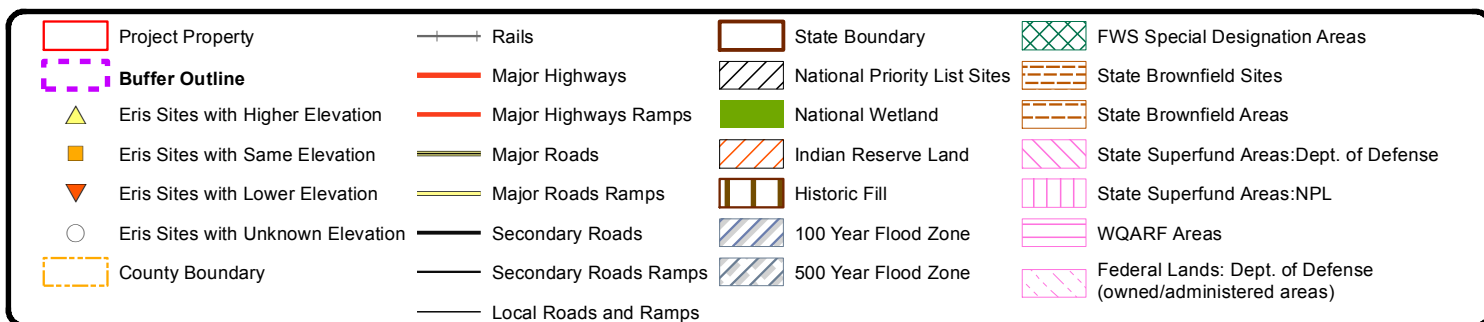 Project Property
Buffer Outline
Eris Sites with Higher Elevation
Eris Sites with Same Elevation
Eris Sites with Lower Elevation
Eris Sites with Unknown Elevation
County Boundary
Rails
Major Highways
Major Highways Ramps
Major Roads
Major Roads Ramps
Secondary Roads
Secondary Roads Ramps
Local Roads and Ramps
State Boundary
National Priority List Sites
National Wetland
Indian Reserve Land
Historic Fill
100 Year Flood Zone
500 Year Flood Zone
FWS Special Designation Areas
State Brownfield Sites
State Brownfield Areas
State Superfund Areas:Dept. of Defense
State Superfund Areas:NPL
WQARF Areas
Federal Lands: Dept. of Defense
(owned/administered areas)